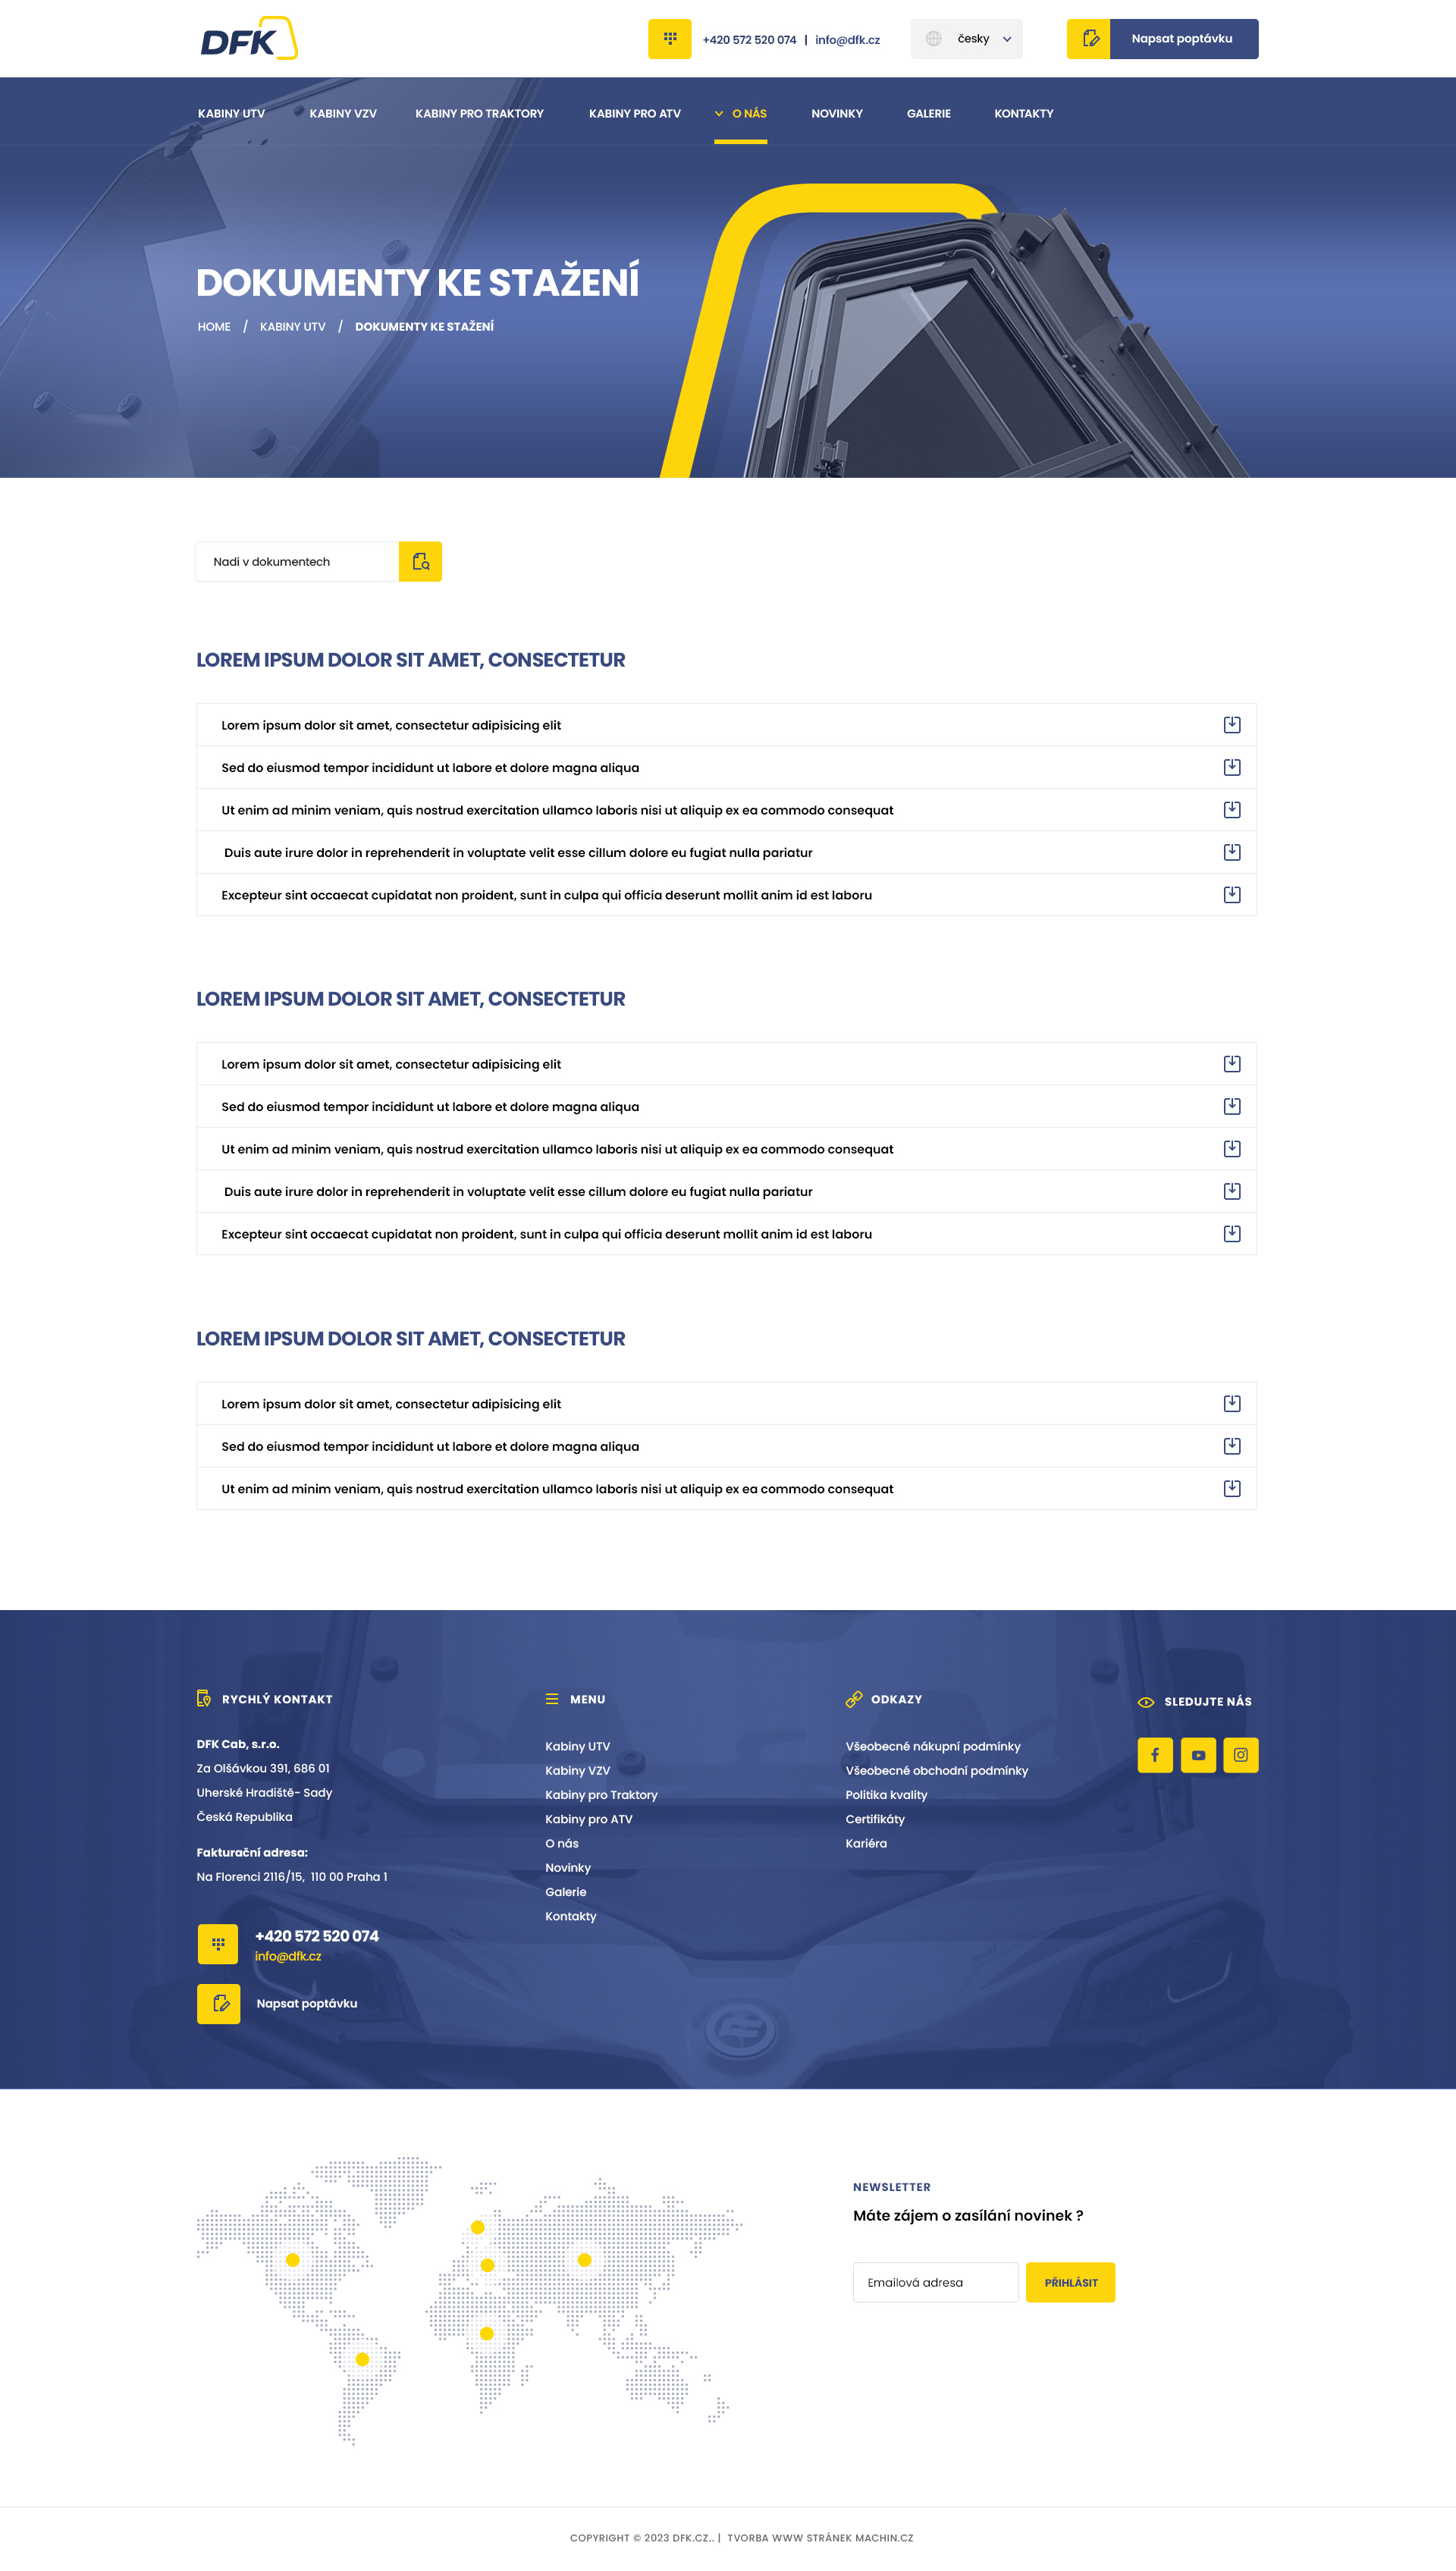 DFK
+420 572 520 074 | info@dfk.cz
česky
Napsat poptávku
KABINY UTV
KABINY VZV
KABINY PRO TRAKTORY
KABINY PRO ATV
O NÁS
NOVINKY
GALERIE
KONTAKTY
DOKUMENTY KE STAŽENÍ
HOME / KABINY UTV / DOKUMENTY KE STAŽENÍ
Nadi v dokumentech
LOREM IPSUM DOLOR SIT AMET, CONSECTETUR
Lorem ipsum dolor sit amet, consectetur adipisicing elit
Sed do eiusmod tempor incididunt ut labore et dolore magna aliqua
Ut enim ad minim veniam, quis nostrud exercitation ullamco laboris nisi ut aliquip ex ea commodo consequat
Duis aute irure dolor in reprehenderit in voluptate velit esse cillum dolore eu fugiat nulla pariatur
Excepteur sint occaecat cupidatat non proident, sunt in culpa qui officia deserunt mollit anim id est laboru
LOREM IPSUM DOLOR SIT AMET, CONSECTETUR
Lorem ipsum dolor sit amet, consectetur adipisicing elit
Sed do eiusmod tempor incididunt ut labore et dolore magna aliqua
Ut enim ad minim veniam, quis nostrud exercitation ullamco laboris nisi ut aliquip ex ea commodo consequat
Duis aute irure dolor in reprehenderit in voluptate velit esse cillum dolore eu fugiat nulla pariatur
Excepteur sint occaecat cupidatat non proident, sunt in culpa qui officia deserunt mollit anim id est laboru
LOREM IPSUM DOLOR SIT AMET, CONSECTETUR
Lorem ipsum dolor sit amet, consectetur adipisicing elit
Sed do eiusmod tempor incididunt ut labore et dolore magna aliqua
Ut enim ad minim veniam, quis nostrud exercitation ullamco laboris nisi ut aliquip ex ea commodo consequat
RYCHLÝ KONTAKT
DFK Cab, s.r.o.
Za Olšávkou 391, 686 01
Uherské Hradiště- Sady
Česká Republika
Fakturační adresa:
Na Florenci 2116/15, 110 00 Praha 1
+420 572 520 074
info@dfk.cz
Napsat poptávku
MENU
Kabiny UTV
Kabiny VZV
Kabiny pro Traktory
Kabiny pro ATV
O nás
Novinky
Galerie
Kontakty
ODKAZY
Všeobecné nákupní podmínky
Všeobecné obchodní podmínky
Politika kvality
Certifikáty
Kariéra
SLEDUJTE NÁS
NEWSLETTER
Máte zájem o zasílání novinek ?
Emailová adresa
PŘIHLÁSIT
COPYRIGHT © 2023 DFK.CZ.. | TVORBA WWW STRÁNEK MACHIN.CZ